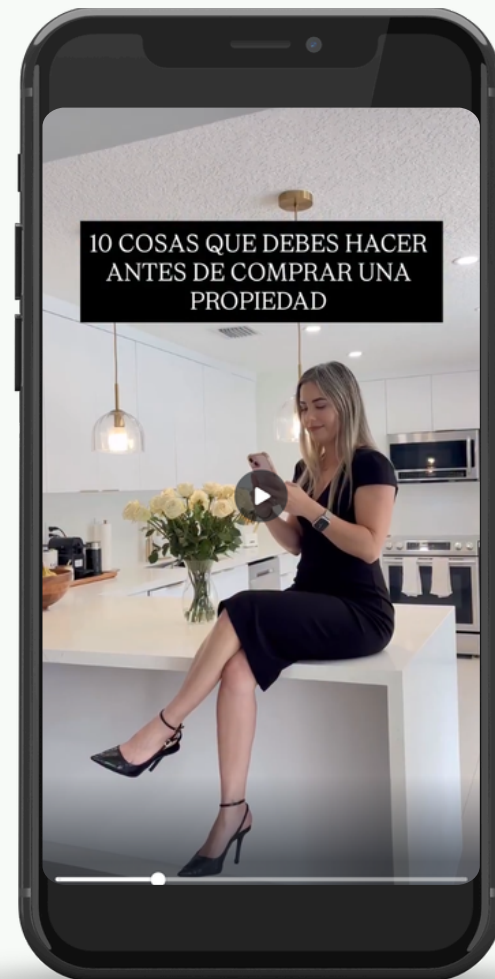 10 COSAS QUE DEBES HACER
ANTES DE COMPRAR UNA
PROPIEDAD